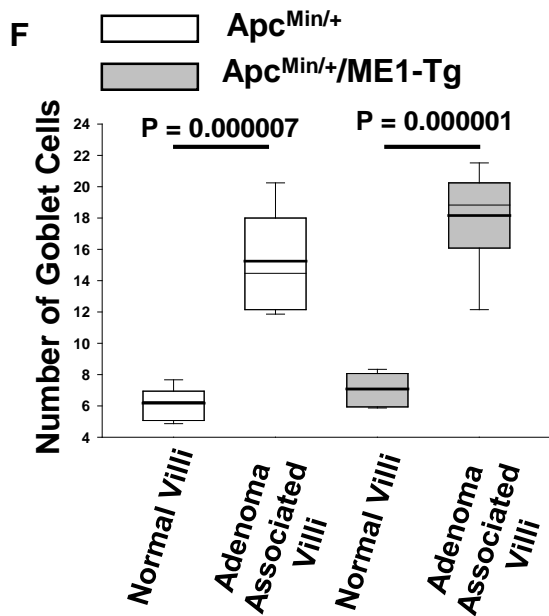 F
Apc^Min/+
Apc^Min/+/ME1-Tg
P = 0.000007
P = 0.000001
Number of Goblet Cells
24
22
20
18
16
14
12
10
8
6
4
Normal Villi
Adenoma
Associated
Villi
Normal Villi
Adenoma
Associated
Villi